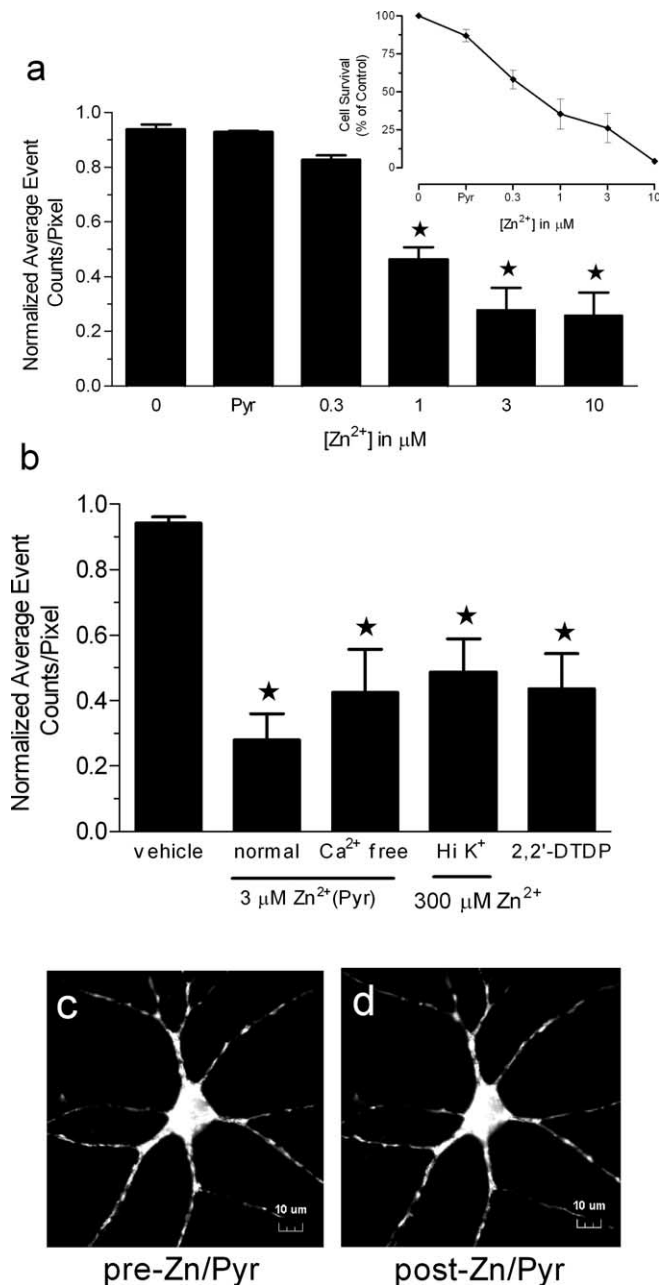 a
Cell Survival
(% of Control)
100
75
50
25
0
0 Pyr 0.3 1 3 10
[Zn²⁺] in μM
Normalized Average Event
Counts/Pixel
1.0
0.8
0.6
0.4
0.2
0.0
★ ★ ★
0 Pyr 0.3 1 3 10
[Zn²⁺] in μM
b
Normalized Average Event
Counts/Pixel
1.0
0.8
0.6
0.4
0.2
0.0
★ ★ ★ ★
vehicle normal Ca²⁺ free Hi K⁺ 2,2'-DTDP
3 μM Zn²⁺(Pyr) 300 μM Zn²⁺
c
10 um
pre-Zn/Pyr
d
10 um
post-Zn/Pyr